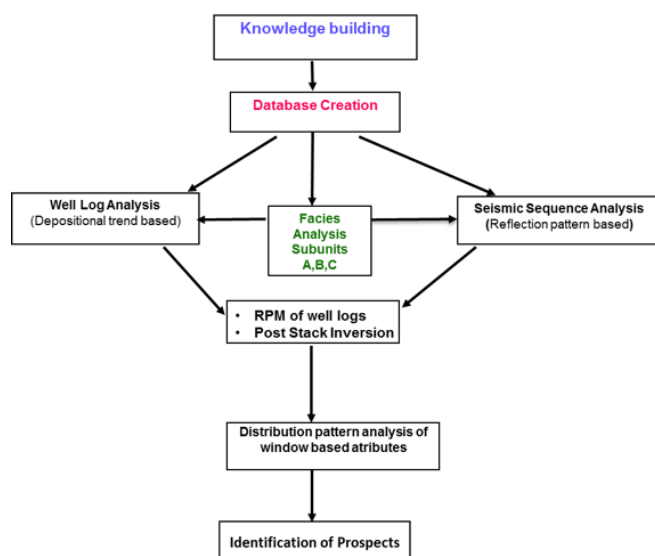 Knowledge building
Database Creation
Well Log Analysis
(Depositional trend based)
Facies
Analysis
Subunits
A,B,C
Seismic Sequence Analysis
(Reflection pattern based)
• RPM of well logs
• Post Stack Inversion
Distribution pattern analysis of
window based atributes
Identification of Prospects